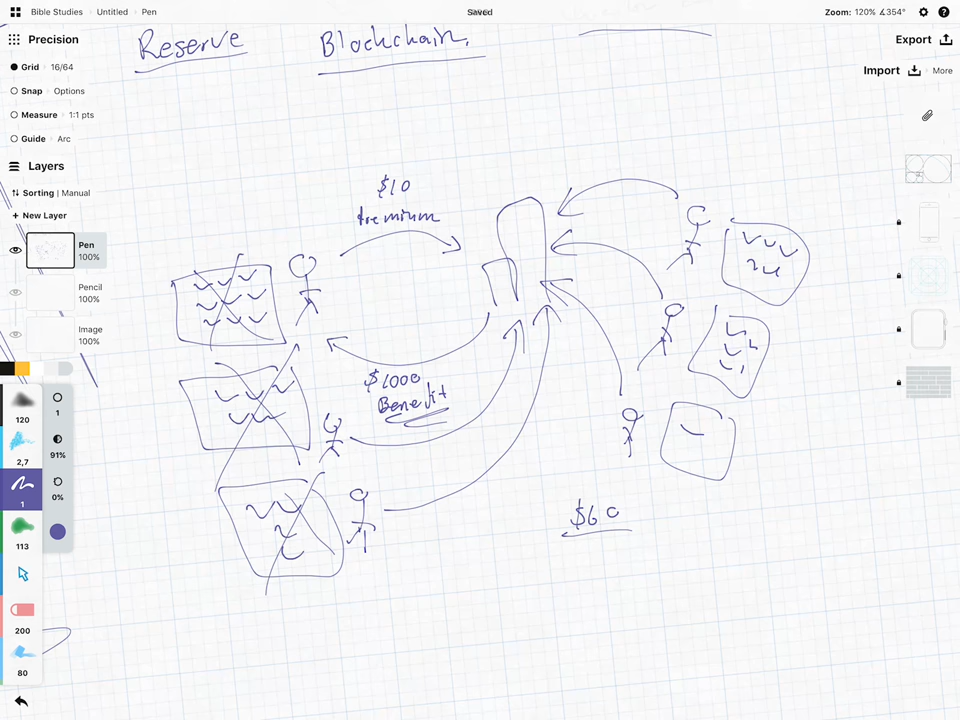 Bible Studies Untitled Pen
Saved
Zoom: 120% ∡354°
Precision
Export
Grid 16/64
Import More
Snap Options
Measure 1:1 pts
Guide Arc
Layers
Sorting | Manual
+ New Layer
Pen
100%
Pencil
100%
Image
100%
120
2,7
1
113
200
80
1
91%
0%
Reserve Blockchain.
$10
Premium
$1000
Benefit
$60